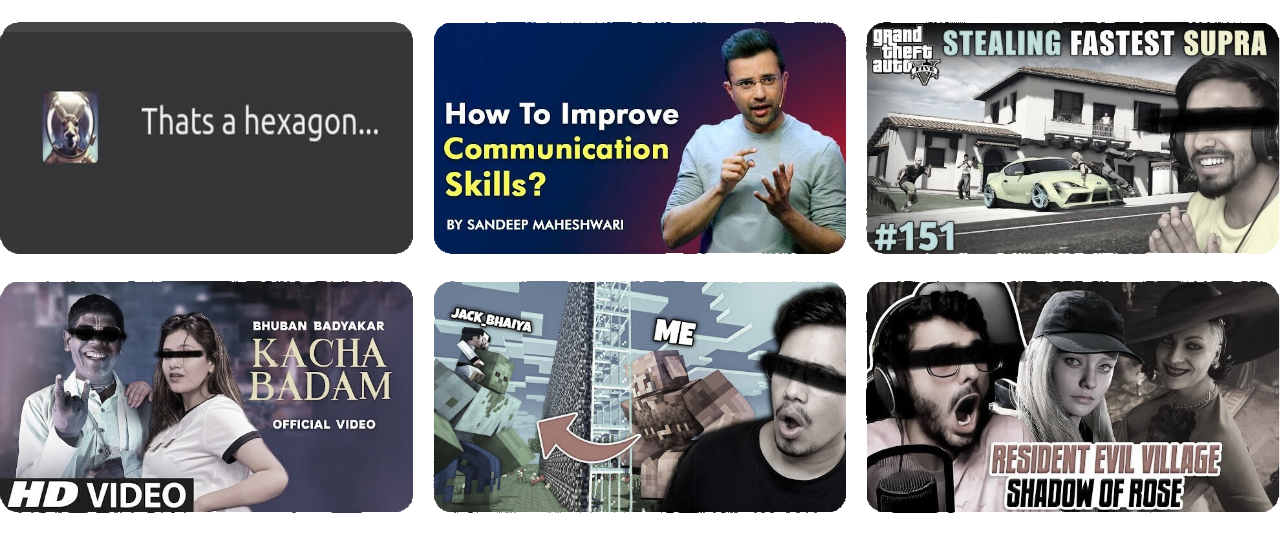 Thats a hexagon...
How To Improve
Communication
Skills?
BY SANDEEP MAHESHWARI
grand
theft
auto
V
FIVE
STEALING FASTEST SUPRA
#151
BHUBAN BADYAKAR
KACHA
BADAM
OFFICIAL VIDEO
HD VIDEO
JACK_BHAIYA
ME
RESIDENT EVIL VILLAGE
SHADOW OF ROSE